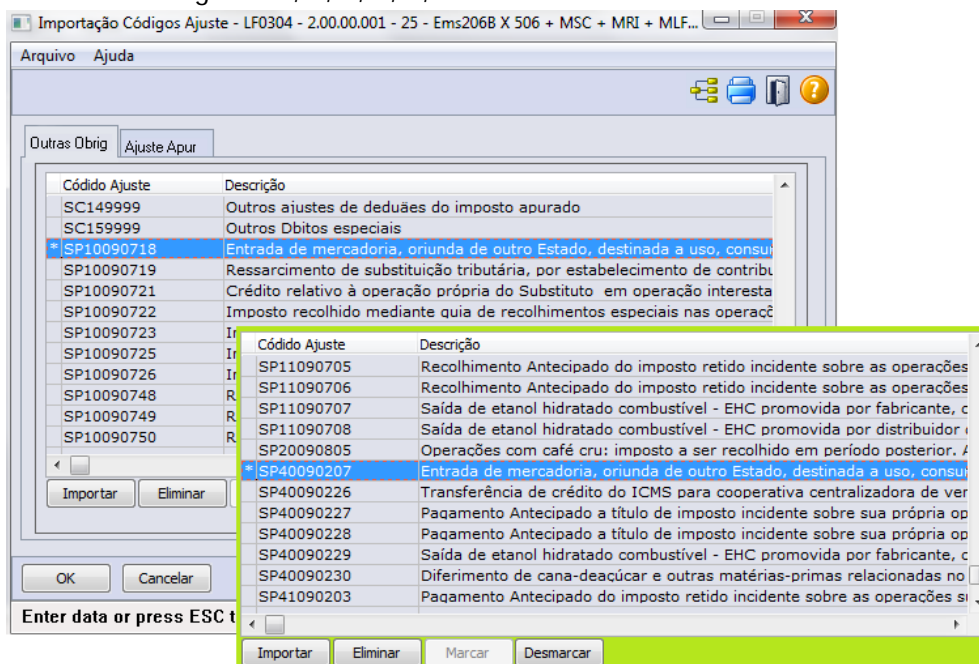 Importação Códigos Ajuste - LF0304 - 2.00.00.001 - 25 - Ems206B X 506 + MSC + MRI + MLF...
Arquivo Ajuda
Outras Obrig Ajuste Apur
Códido Ajuste Descrição
SC149999 Outros ajustes de deduães do imposto apurado
SC159999 Outros Dbitos especiais
* SP10090718 Entrada de mercadoria, oriunda de outro Estado, destinada a uso, consu
SP10090719 Ressarcimento de substituição tributária, por estabelecimento de contribu
SP10090721 Crédito relativo à operação própria do Substituto em operação interesta
SP10090722 Imposto recolhido mediante guia de recolhimentos especiais nas operaçõ
SP10090723
SP10090725
SP10090726
SP10090748 R
SP10090749 R
SP10090750 R
Importar Eliminar
OK Cancelar
Enter data or press ESC t
Códido Ajuste Descrição
SP11090705 Recolhimento Antecipado do imposto retido incidente sobre as operações
SP11090706 Recolhimento Antecipado do imposto retido incidente sobre as operações
SP11090707 Saída de etanol hidratado combustível - EHC promovida por fabricante, c
SP11090708 Saída de etanol hidratado combustível - EHC promovida por distribuidor
SP20090805 Operações com café cru: imposto a ser recolhido em período posterior. A
* SP40090207 Entrada de mercadoria, oriunda de outro Estado, destinada a uso, consu
SP40090226 Transferência de crédito do ICMS para cooperativa centralizadora de ver
SP40090227 Pagamento Antecipado a título de imposto incidente sobre sua própria op
SP40090228 Pagamento Antecipado a título de imposto incidente sobre sua própria op
SP40090229 Saída de etanol hidratado combustível - EHC promovida por fabricante, c
SP40090230 Diferimento de cana-deaçúcar e outras matérias-primas relacionadas no
SP41090203 Pagamento Antecipado do imposto retido incidente sobre as operações s
Importar Eliminar Marcar Desmarcar